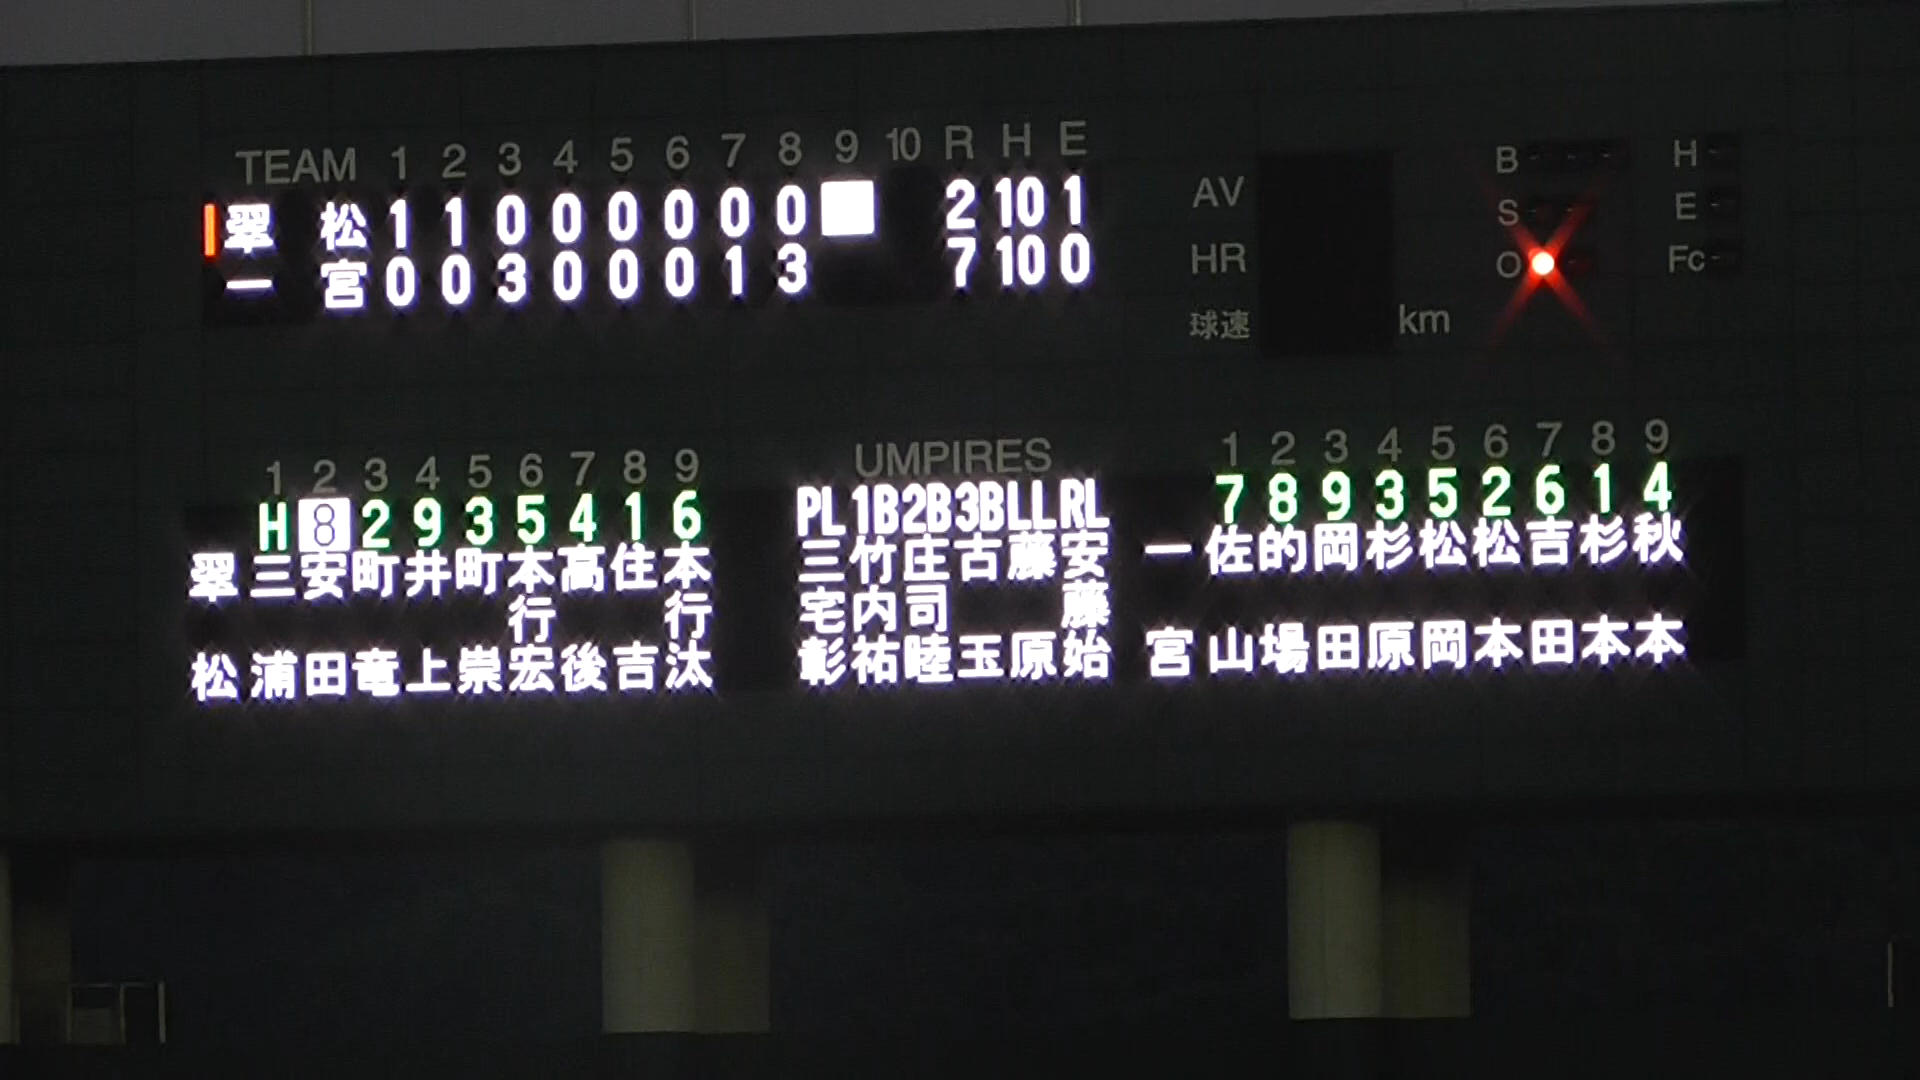 TEAM 1 2 3 4 5 6 7 8 9 10 R H E
翠 松 1 1 0 0 0 0 0 0 2 10 1
一 宮 0 0 3 0 0 0 1 3 7 10 0
AV
HR
球速 km
B
S
O
H
E
Fc
1 2 3 4 5 6 7 8 9
H 8 2 9 3 5 4 1 6
翠松
三浦
安田
町竜
井上
町崇
本行宏
高後
住吉
本行汰
UMPIRES
PL 1B 2B 3B LL RL
三宅彰
竹内祐
庄司睦
古玉
藤原
安藤始
1 2 3 4 5 6 7 8 9
7 8 9 3 5 2 6 1 4
一宮
佐山
的場
岡田
杉原
松岡
松本
吉田
杉本
秋本